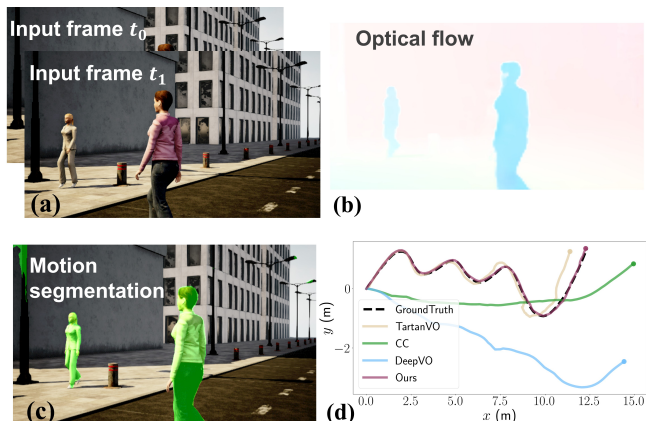 Input frame t₀
Input frame t₁
(a)
Optical flow
(b)
Motion
segmentation
(c)
y (m)
0
−2
GroundTruth
TartanVO
CC
DeepVO
Ours
0.0 2.5 5.0 7.5 10.0 12.5 15.0
x (m)
(d)